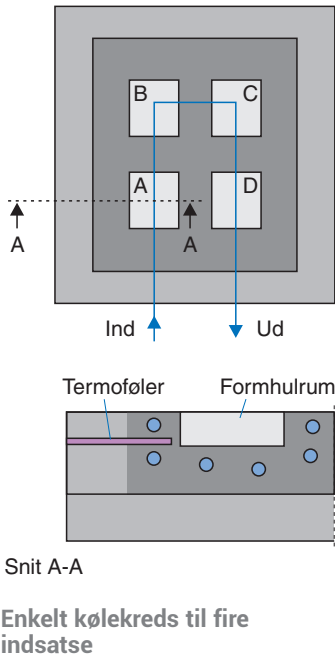 B C
A D
A A
Ind Ud
Termoføler Formhulrum
Snit A-A
Enkelt kølekreds til fire
indsatse